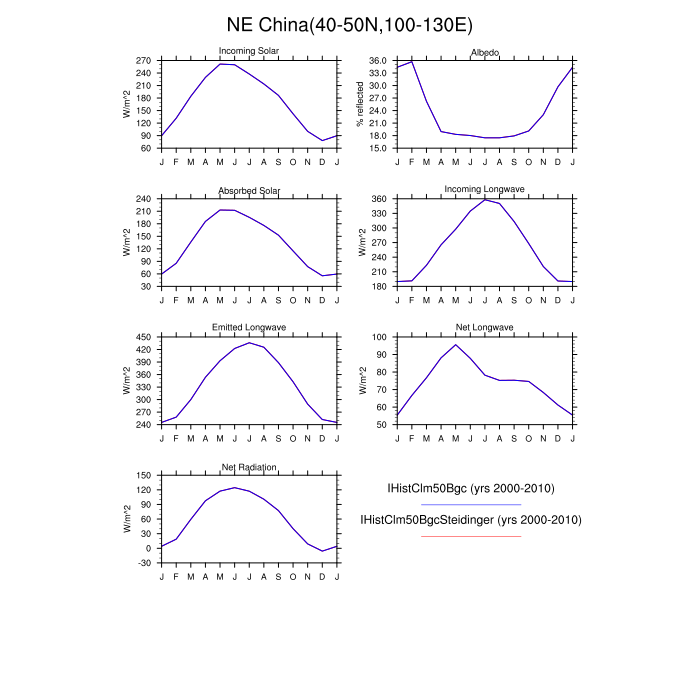 NE China(40-50N,100-130E)
Incoming Solar
W/m^2
270
240
210
180
150
120
90
60
J F M A M J J A S O N D J
Albedo
% reflected
36.0
33.0
30.0
27.0
24.0
21.0
18.0
15.0
J F M A M J J A S O N D J
Absorbed Solar
W/m^2
240
210
180
150
120
90
60
30
J F M A M J J A S O N D J
Incoming Longwave
W/m^2
360
330
300
270
240
210
180
J F M A M J J A S O N D J
Emitted Longwave
W/m^2
450
420
390
360
330
300
270
240
J F M A M J J A S O N D J
Net Longwave
W/m^2
100
90
80
70
60
50
J F M A M J J A S O N D J
Net Radiation
W/m^2
150
120
90
60
30
0
-30
J F M A M J J A S O N D J
IHistClm50Bgc (yrs 2000-2010)
IHistClm50BgcSteidinger (yrs 2000-2010)